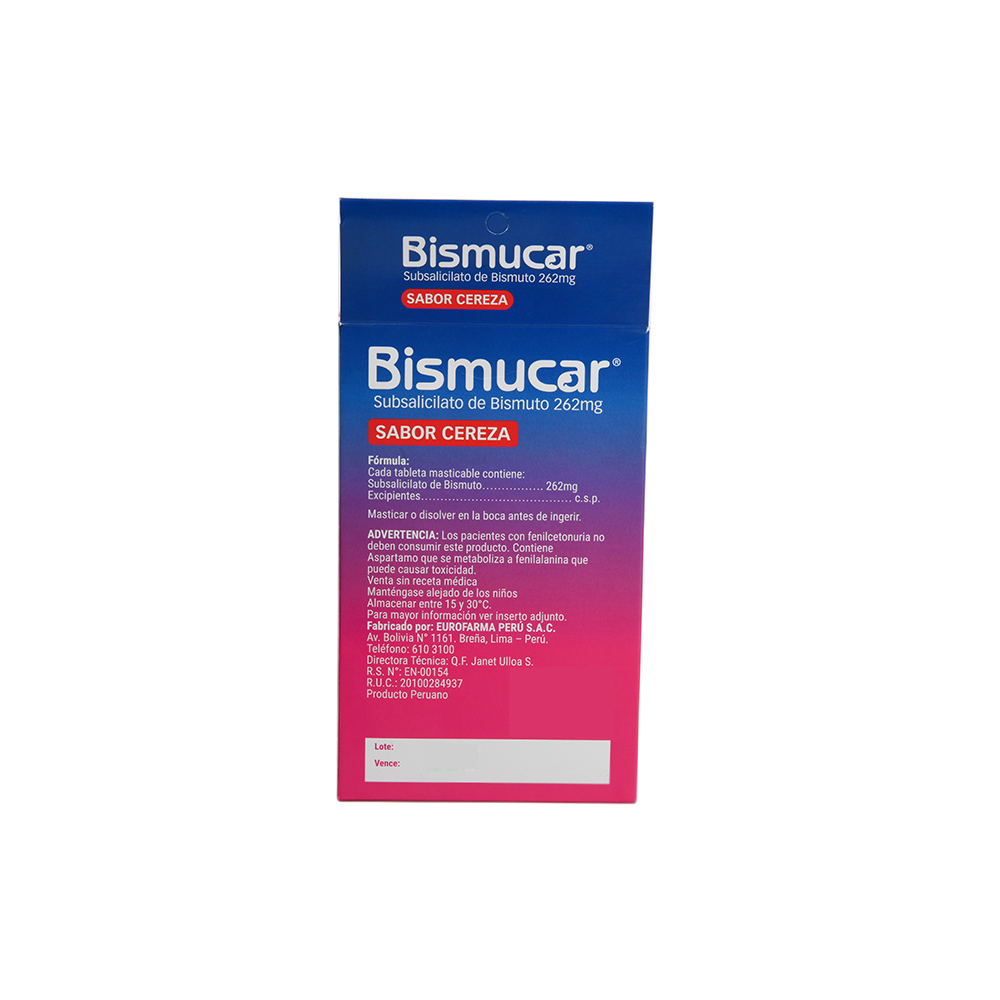 Bismucar®
Subsalicilato de Bismuto 262mg
SABOR CEREZA
Bismucar®
Subsalicilato de Bismuto 262mg
SABOR CEREZA
Fórmula:
Cada tableta masticable contiene:
Subsalicilato de Bismuto................ 262mg
Excipientes....................................... c.s.p.
Masticar o disolver en la boca antes de ingerir.
ADVERTENCIA: Los pacientes con fenilcetonuria no
deben consumir este producto. Contiene
Aspartamo que se metaboliza a fenilalanina que
puede causar toxicidad.
Venta sin receta médica
Manténgase alejado de los niños
Almacenar entre 15 y 30°C.
Para mayor información ver inserto adjunto.
Fabricado por: EUROFARMA PERÚ S.A.C.
Av. Bolivia N° 1161. Breña, Lima – Perú.
Teléfono: 610 3100
Directora Técnica: Q.F. Janet Ulloa S.
R.S. N°: EN-00154
R.U.C.: 20100284937
Producto Peruano
Lote:
Vence: